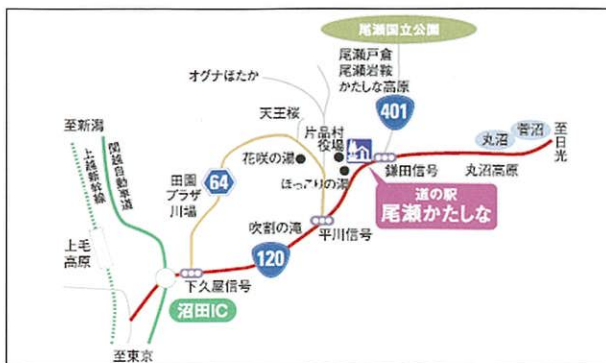 尾瀬国立公園
尾瀬戸倉
尾瀬岩鞍
かたしな高原
オグナほたか
401
天王桜
片品村
役場
至新潟
丸沼
菅沼
至日光
上越新幹線
関越自動車道
花咲の湯
鎌田信号
丸沼高原
64
田園
プラザ
川場
ほっこりの湯
道の駅
尾瀬かたしな
吹割の滝
平川信号
上毛
高原
120
下久屋信号
沼田IC
至東京